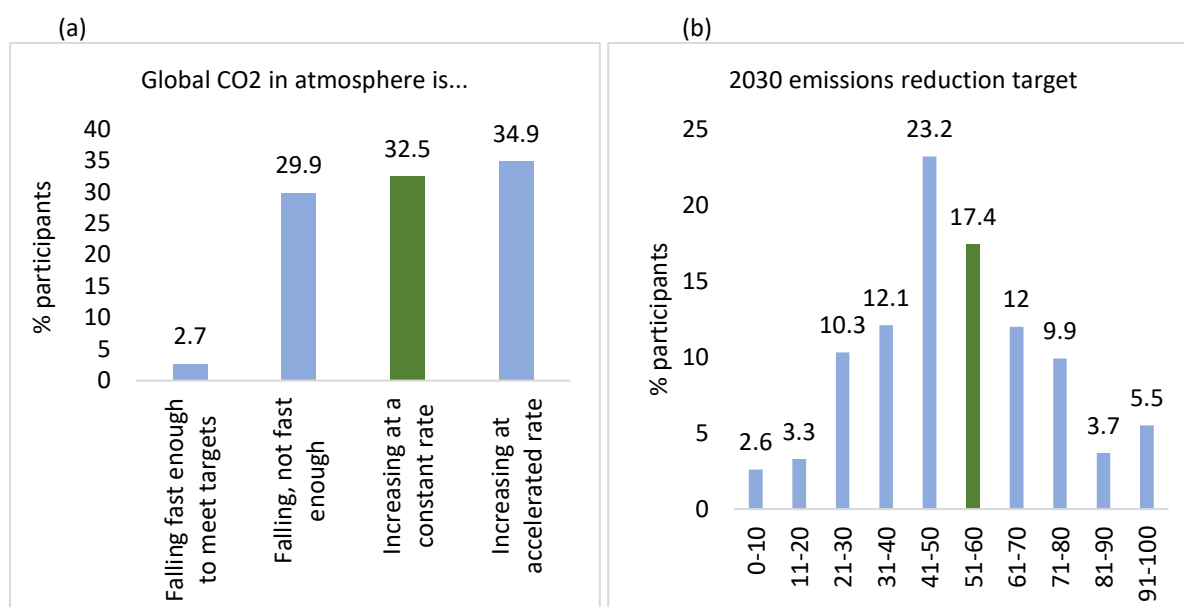 (a)
Global CO2 in atmosphere is...
% participants
40
35
30
25
20
15
10
5
0
2.7
29.9
32.5
34.9
Falling fast enough
to meet targets
Falling, not fast
enough
Increasing at a
constant rate
Increasing at
accelerated rate
(b)
2030 emissions reduction target
% participants
25
20
15
10
5
0
2.6
3.3
10.3
12.1
23.2
17.4
12
9.9
3.7
5.5
0-10
11-20
21-30
31-40
41-50
51-60
61-70
71-80
81-90
91-100